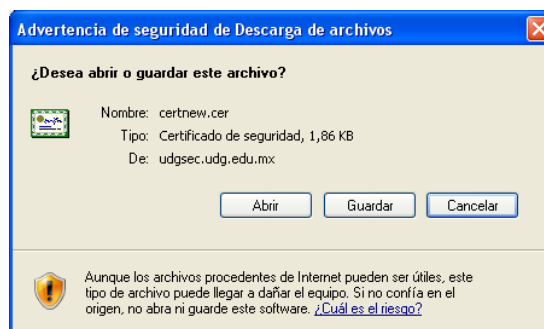 Advertencia de seguridad de Descarga de archivos
¿Desea abrir o guardar este archivo?
Nombre: certnew.cer
Tipo: Certificado de seguridad, 1,86 KB
De: udgsec.udg.edu.mx
Abrir Guardar Cancelar
Aunque los archivos procedentes de Internet pueden ser útiles, este
tipo de archivo puede llegar a dañar el equipo. Si no confía en el
origen, no abra ni guarde este software. ¿Cuál es el riesgo?